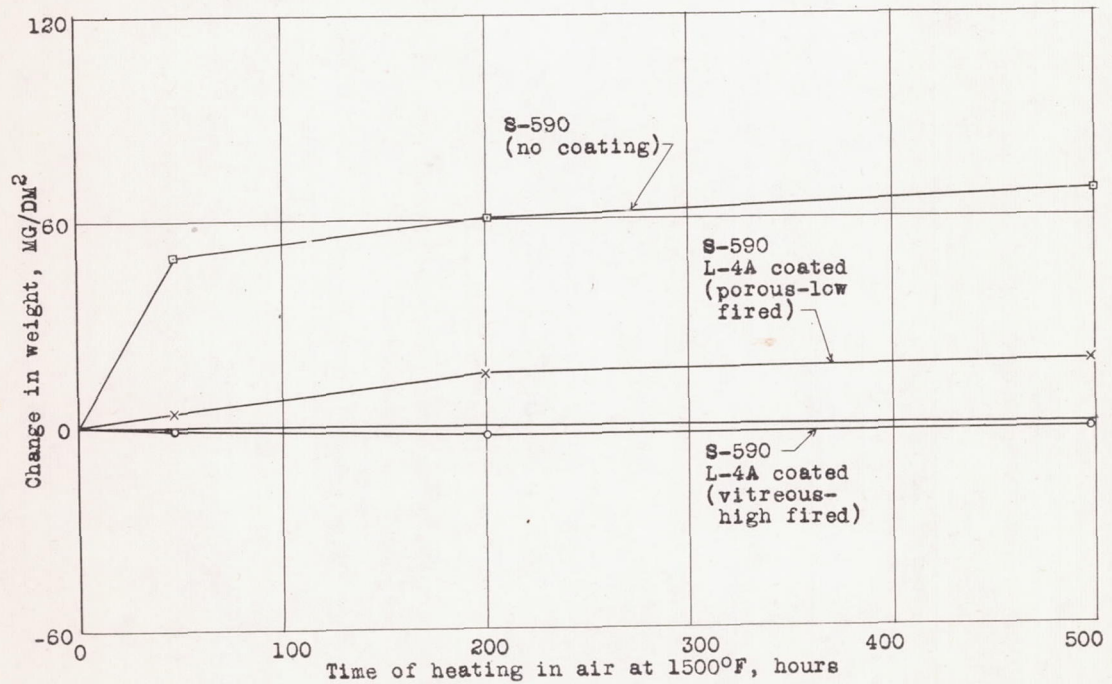 120
60
0
-60
Change in weight, MG/DM²
S-590
(no coating)
S-590
L-4A coated
(porous-low
fired)
S-590
L-4A coated
(vitreous-
high fired)
0 100 200 300 400 500
Time of heating in air at 1500°F, hours